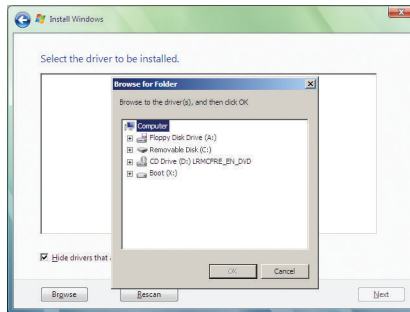 Install Windows
Select the driver to be installed.
Browse for Folder
Browse to the driver(s), and then click OK
Computer
Floppy Disk Drive (A:)
Removable Disk (C:)
CD Drive (D:) LRMCFRE_EN_DVD
Boot (X:)
Hide drivers that
OK
Cancel
Browse
Rescan
Next